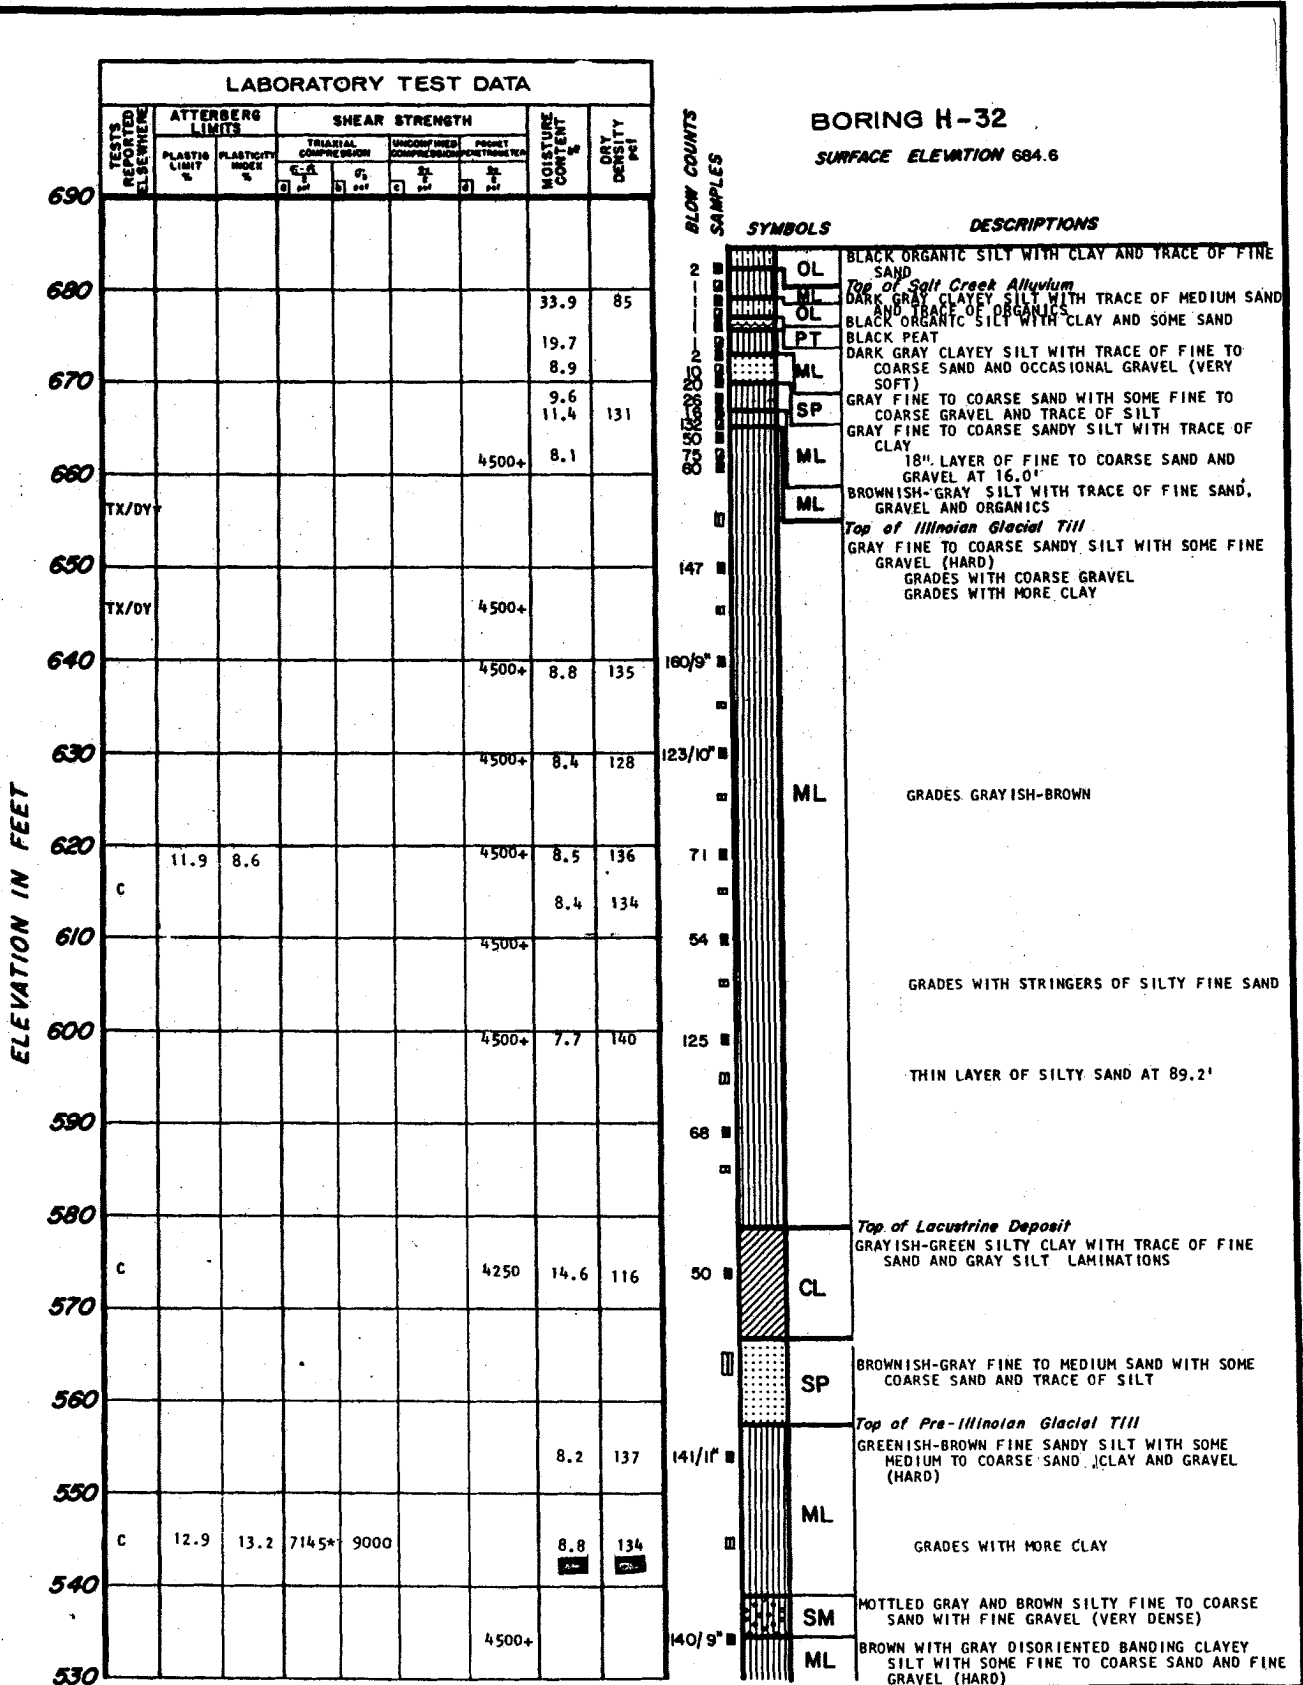 LABORATORY TEST DATA
TESTS REPORTED ELSEWHERE
ATTERBERG LIMITS
PLASTIC LIMIT %
PLASTICITY INDEX %
SHEAR STRENGTH
TRIAXIAL COMPRESSION
UNCONFINED COMPRESSION
POCKET PENETROMETER
MOISTURE CONTENT
DRY DENSITY pcf
BLOW COUNTS
SAMPLES
BORING H-32
SURFACE ELEVATION 684.6
SYMBOLS
DESCRIPTIONS
ELEVATION IN FEET
690
2
OL
BLACK ORGANIC SILT WITH CLAY AND TRACE OF FINE
SAND
Top of Salt Creek Alluvium
680
33.9 85
ML
DARK GRAY CLAYEY SILT WITH TRACE OF MEDIUM SAND
AND TRACE OF ORGANICS
OL
BLACK ORGANIC SILT WITH CLAY AND SOME SAND
PT
BLACK PEAT
19.7
2
ML
DARK GRAY CLAYEY SILT WITH TRACE OF FINE TO
COARSE SAND AND OCCASIONAL GRAVEL (VERY
SOFT)
8.9
10
670
20
9.6
26
SP
GRAY FINE TO COARSE SAND WITH SOME FINE TO
COARSE GRAVEL AND TRACE OF SILT
11.4 131
16
50
ML
GRAY FINE TO COARSE SANDY SILT WITH TRACE OF
CLAY
18" LAYER OF FINE TO COARSE SAND AND
GRAVEL AT 16.0'
4500+ 8.1
75
60
660
ML
BROWNISH-GRAY SILT WITH TRACE OF FINE SAND,
GRAVEL AND ORGANICS
TX/DY
Top of Illinoian Glacial Till
GRAY FINE TO COARSE SANDY SILT WITH SOME FINE
GRAVEL (HARD)
GRADES WITH COARSE GRAVEL
GRADES WITH MORE CLAY
650
147
TX/DY 4500+
640
4500+ 8.8 135
160/9"
630
4500+ 8.4 128
123/10"
ML
GRADES GRAYISH-BROWN
620
11.9 8.6 4500+ 8.5 136
71
C
8.4 134
610
4500+
54
GRADES WITH STRINGERS OF SILTY FINE SAND
600
4500+ 7.7 140
125
THIN LAYER OF SILTY SAND AT 89.2'
590
68
580
Top of Lacustrine Deposit
GRAYISH-GREEN SILTY CLAY WITH TRACE OF FINE
SAND AND GRAY SILT LAMINATIONS
C 4250 14.6 116
50
CL
570
SP
BROWNISH-GRAY FINE TO MEDIUM SAND WITH SOME
COARSE SAND AND TRACE OF SILT
560
Top of Pre-Illinoian Glacial Till
GREENISH-BROWN FINE SANDY SILT WITH SOME
MEDIUM TO COARSE SAND, CLAY AND GRAVEL
(HARD)
8.2 137
141/11"
550
ML
C 12.9 13.2 7145* 9000 8.8 134
GRADES WITH MORE CLAY
540
SM
MOTTLED GRAY AND BROWN SILTY FINE TO COARSE
SAND WITH FINE GRAVEL (VERY DENSE)
4500+
140/9"
ML
BROWN WITH GRAY DISORIENTED BANDING CLAYEY
SILT WITH SOME FINE TO COARSE SAND AND FINE
GRAVEL (HARD)
530